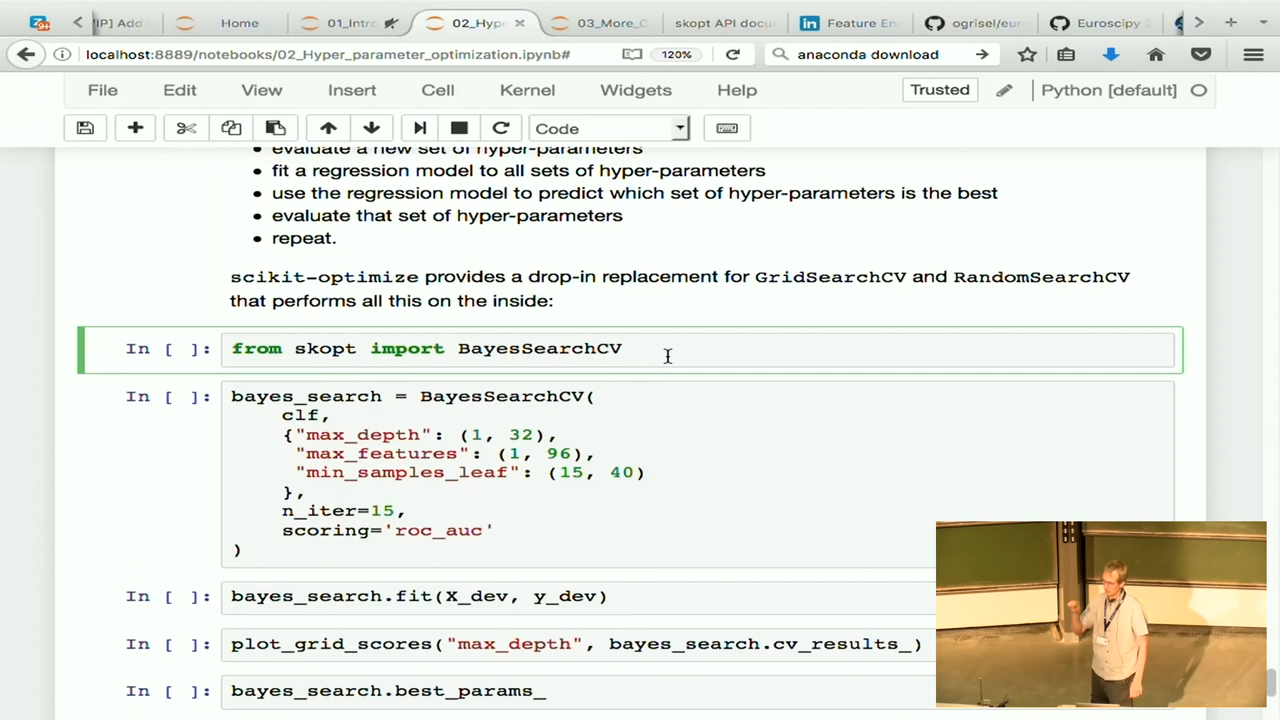 IP] Add
Home
01_Intro
02_Hype
03_More_C
skopt API docu
Feature En
ogrisel/eur
Euroscipy
localhost:8889/notebooks/02_Hyper_parameter_optimization.ipynb#
120%
anaconda download
File Edit View Insert Cell Kernel Widgets Help
Trusted
Python [default]
Code
evaluate a new set of hyper-parameters
fit a regression model to all sets of hyper-parameters
use the regression model to predict which set of hyper-parameters is the best
evaluate that set of hyper-parameters
repeat.
scikit-optimize provides a drop-in replacement for GridSearchCV and RandomSearchCV
that performs all this on the inside:
In [ ]: from skopt import BayesSearchCV
In [ ]: bayes_search = BayesSearchCV(
clf,
{"max_depth": (1, 32),
"max_features": (1, 96),
"min_samples_leaf": (15, 40)
},
n_iter=15,
scoring='roc_auc'
)
In [ ]: bayes_search.fit(X_dev, y_dev)
In [ ]: plot_grid_scores("max_depth", bayes_search.cv_results_)
In [ ]: bayes_search.best_params_